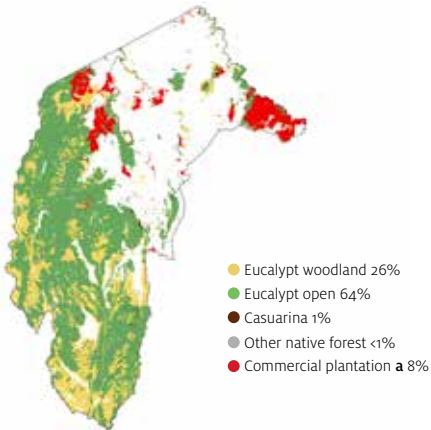 Eucalypt woodland 26%
Eucalypt open 64%
Casuarina 1%
Other native forest <1%
Commercial plantation a 8%